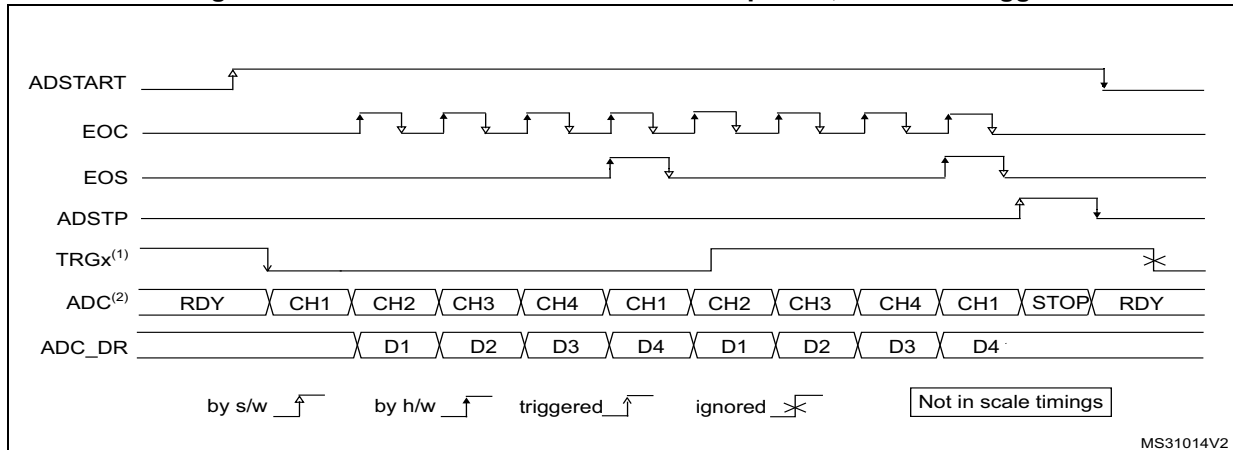 ADSTART
EOC
EOS
ADSTP
TRGx(1)
ADC(2) RDY CH1 CH2 CH3 CH4 CH1 CH2 CH3 CH4 CH1 STOP RDY
ADC_DR D1 D2 D3 D4 D1 D2 D3 D4
by s/w by h/w triggered ignored Not in scale timings
MS31014V2